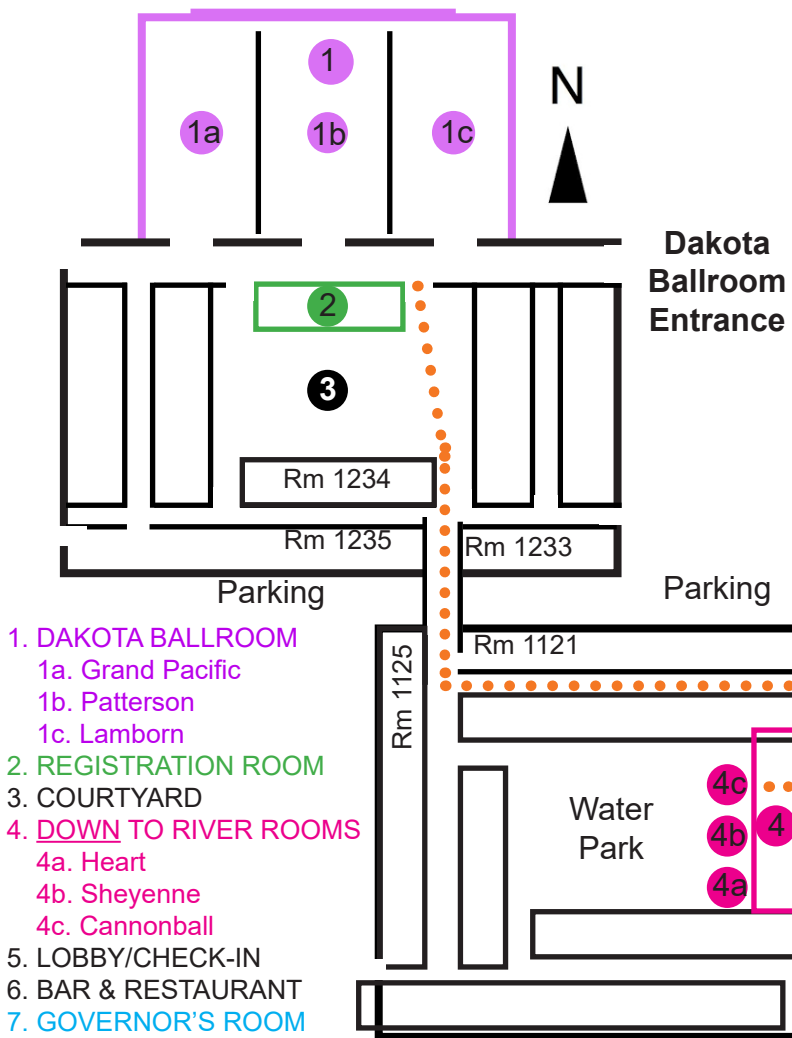 1
N
1a
1b
1c
Dakota
Ballroom
Entrance
2
3
Rm 1234
Rm 1235
Rm 1233
Parking
Parking
Rm 1121
Rm 1125
1. DAKOTA BALLROOM
1a. Grand Pacific
1b. Patterson
1c. Lamborn
2. REGISTRATION ROOM
3. COURTYARD
4. DOWN TO RIVER ROOMS
4a. Heart
4b. Sheyenne
4c. Cannonball
5. LOBBY/CHECK-IN
6. BAR & RESTAURANT
7. GOVERNOR'S ROOM
Water
Park
4c
4
4b
4a